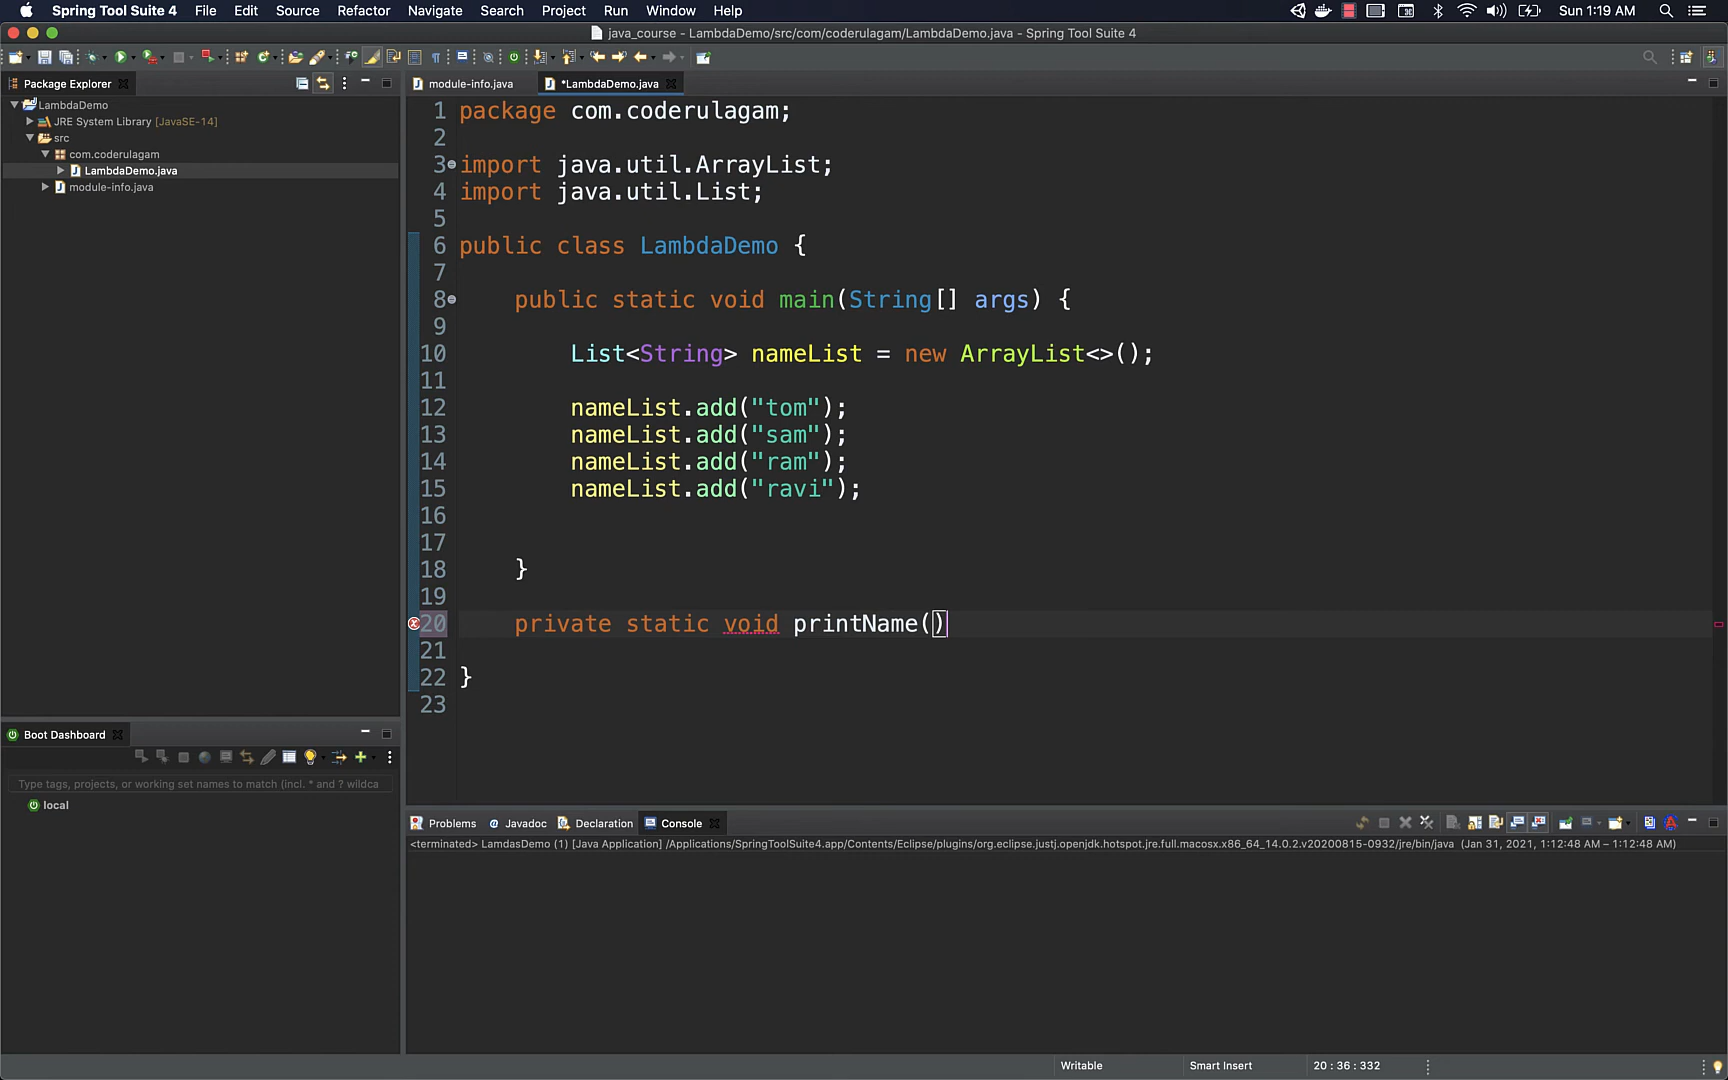 Spring Tool Suite 4 File Edit Source Refactor Navigate Search Project Run Window Help Sun 1:19 AM
java_course - LambdaDemo/src/com/coderulagam/LambdaDemo.java - Spring Tool Suite 4
Package Explorer
LambdaDemo
JRE System Library [JavaSE-14]
src
com.coderulagam
LambdaDemo.java
module-info.java
module-info.java *LambdaDemo.java
1 package com.coderulagam;
2
3 import java.util.ArrayList;
4 import java.util.List;
5
6 public class LambdaDemo {
7
8 public static void main(String[] args) {
9
10 List<String> nameList = new ArrayList<>();
11
12 nameList.add("tom");
13 nameList.add("sam");
14 nameList.add("ram");
15 nameList.add("ravi");
16
17
18 }
19
20 private static void printName()
21
22 }
23
Boot Dashboard
Type tags, projects, or working set names to match (incl. * and ? wildca
local
Problems Javadoc Declaration Console
<terminated> LamdasDemo (1) [Java Application] /Applications/SpringToolSuite4.app/Contents/Eclipse/plugins/org.eclipse.justj.openjdk.hotspot.jre.full.macosx.x86_64_14.0.2.v20200815-0932/jre/bin/java (Jan 31, 2021, 1:12:48 AM – 1:12:48 AM)
Writable Smart Insert 20 : 36 : 332